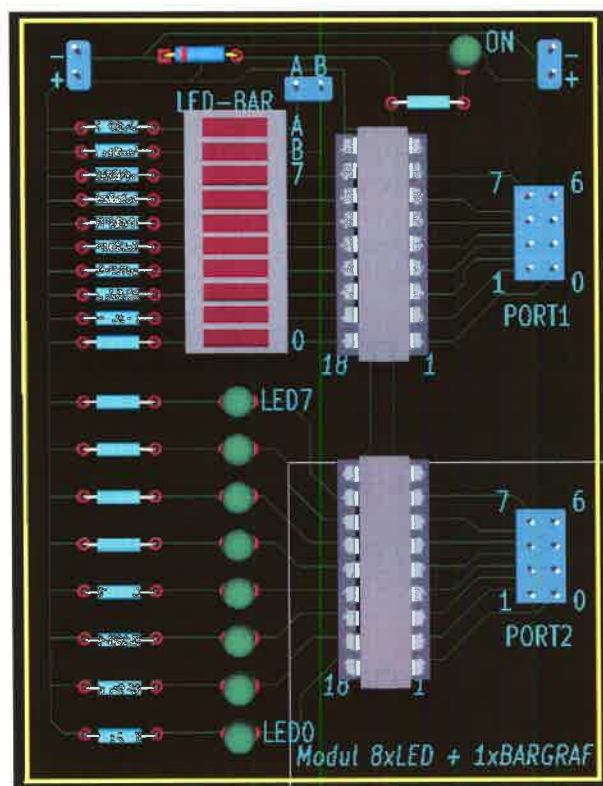 - ON -
+ A B +
LED-BAR
A
B
7
7 6
1 0
PORT1
0
18 1
LED7
7 6
1 0
PORT2
18 1
LED0
Modul 8xLED + 1xBARGRAF